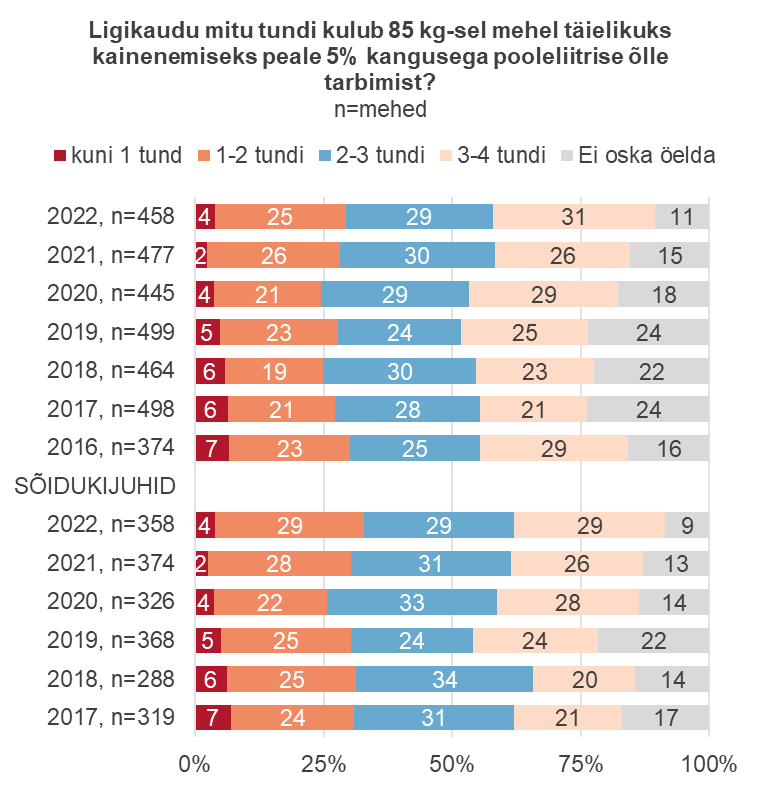 Ligikaudu mitu tundi kulub 85 kg-sel mehel täielikuks
kainenemiseks peale 5% kangusega pooleliitrise õlle
tarbimist?
n=mehed
kuni 1 tund 1-2 tundi 2-3 tundi 3-4 tundi Ei oska öelda
2022, n=458 4 25 29 31 11
2021, n=477 2 26 30 26 15
2020, n=445 4 21 29 29 18
2019, n=499 5 23 24 25 24
2018, n=464 6 19 30 23 22
2017, n=498 6 21 28 21 24
2016, n=374 7 23 25 29 16
SÕIDUKIJUHID
2022, n=358 4 29 29 29 9
2021, n=374 2 28 31 26 13
2020, n=326 4 22 33 28 14
2019, n=368 5 25 24 24 22
2018, n=288 6 25 34 20 14
2017, n=319 7 24 31 21 17
0% 25% 50% 75% 100%